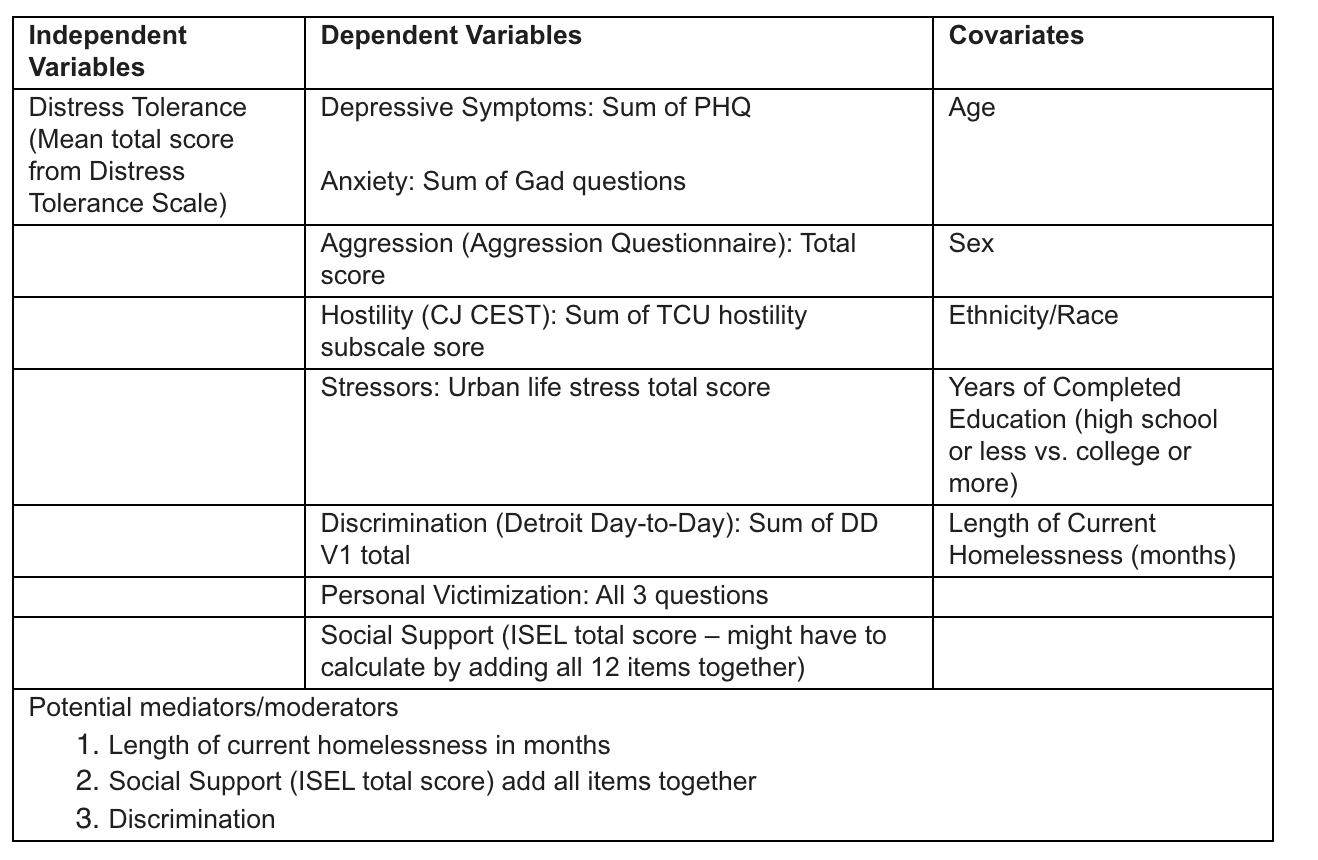 Independent
Variables
Dependent Variables
Covariates
Distress Tolerance
(Mean total score
from Distress
Tolerance Scale)
Depressive Symptoms: Sum of PHQ
Anxiety: Sum of Gad questions
Age
Aggression (Aggression Questionnaire): Total
score
Sex
Hostility (CJ CEST): Sum of TCU hostility
subscale sore
Ethnicity/Race
Stressors: Urban life stress total score
Years of Completed
Education (high school
or less vs. college or
more)
Discrimination (Detroit Day-to-Day): Sum of DD
V1 total
Length of Current
Homelessness (months)
Personal Victimization: All 3 questions
Social Support (ISEL total score – might have to
calculate by adding all 12 items together)
Potential mediators/moderators
1. Length of current homelessness in months
2. Social Support (ISEL total score) add all items together
3. Discrimination